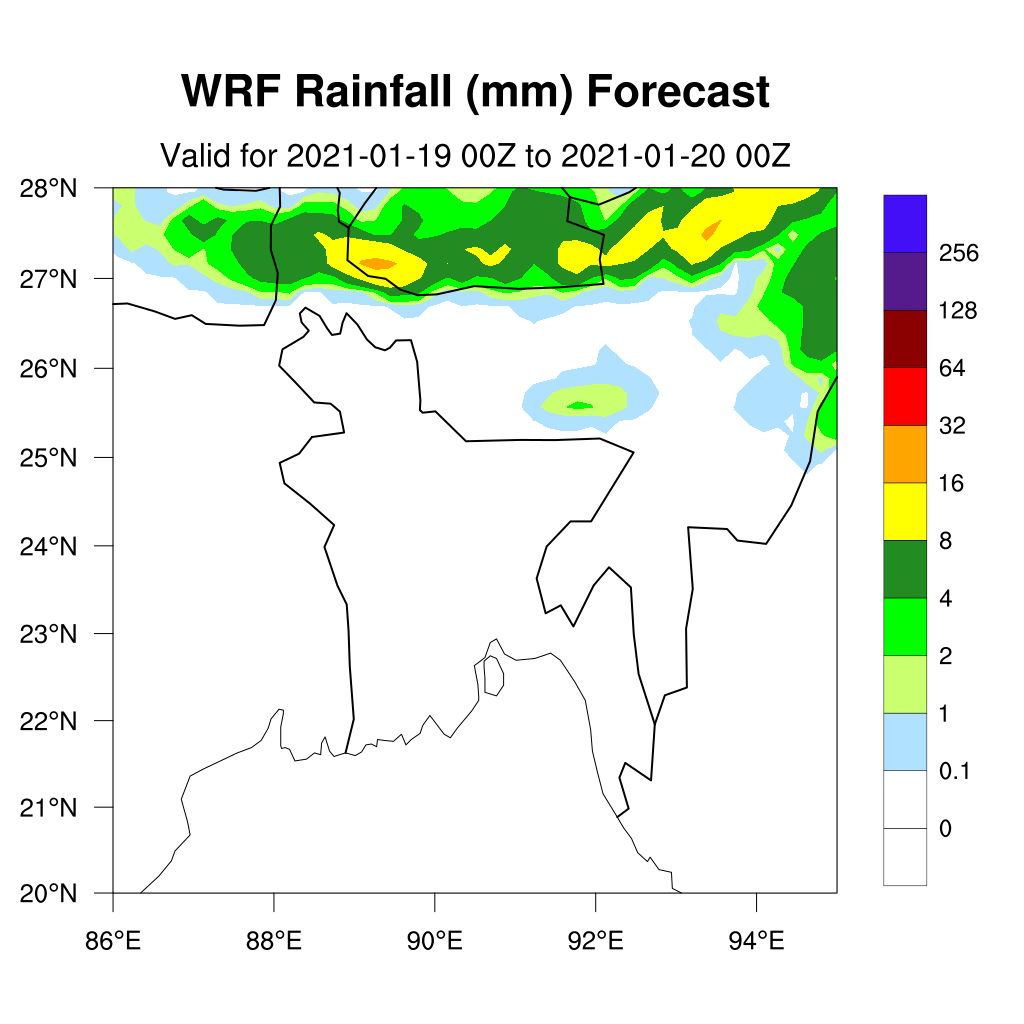 WRF Rainfall (mm) Forecast
Valid for 2021-01-19 00Z to 2021-01-20 00Z
28°N
27°N
26°N
25°N
24°N
23°N
22°N
21°N
20°N
86°E
88°E
90°E
92°E
94°E
256
128
64
32
16
8
4
2
1
0.1
0